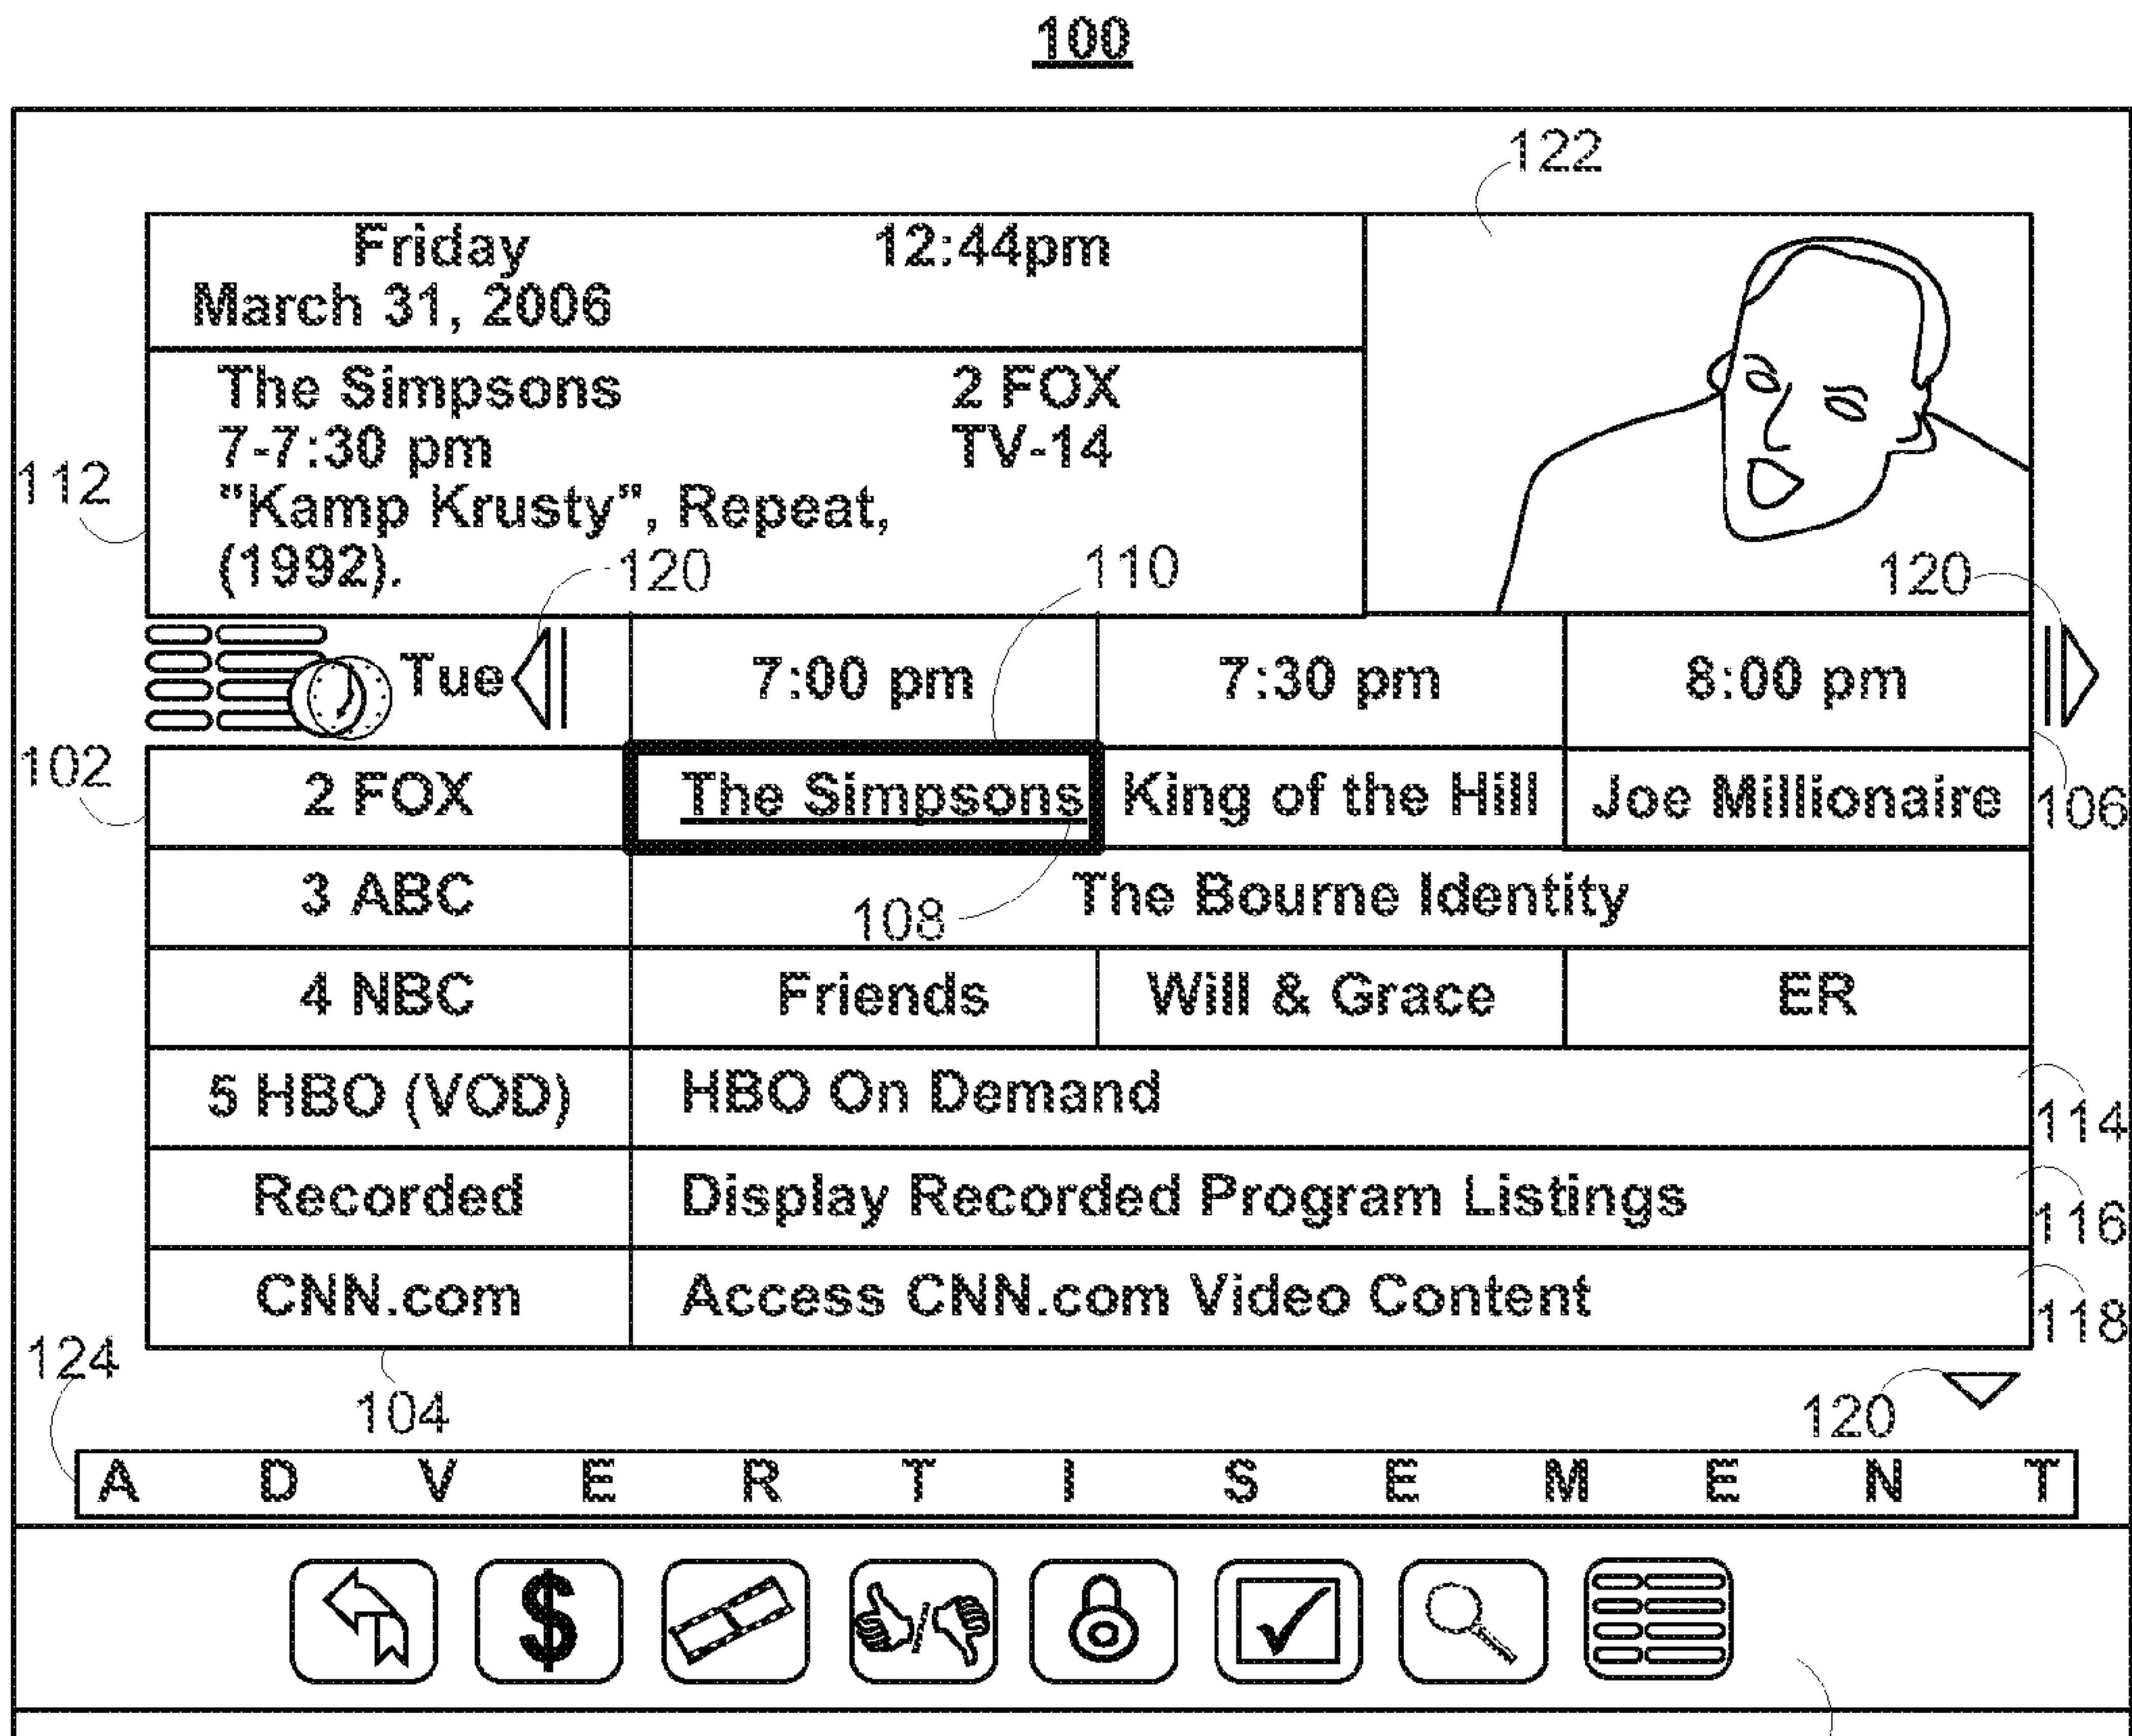 100
122
Friday 12:44pm
March 31, 2006
The Simpsons 2 FOX
7-7:30 pm TV-14
112
"Kamp Krusty", Repeat,
(1992).
120 110 120
Tue 7:00 pm 7:30 pm 8:00 pm
102
2 FOX The Simpsons King of the Hill Joe Millionaire
106
3 ABC The Bourne Identity
108
4 NBC Friends Will & Grace ER
5 HBO (VOD) HBO On Demand
114
Recorded Display Recorded Program Listings
116
CNN.com Access CNN.com Video Content
118
124
104 120
A D V E R T I S E M E N T
$